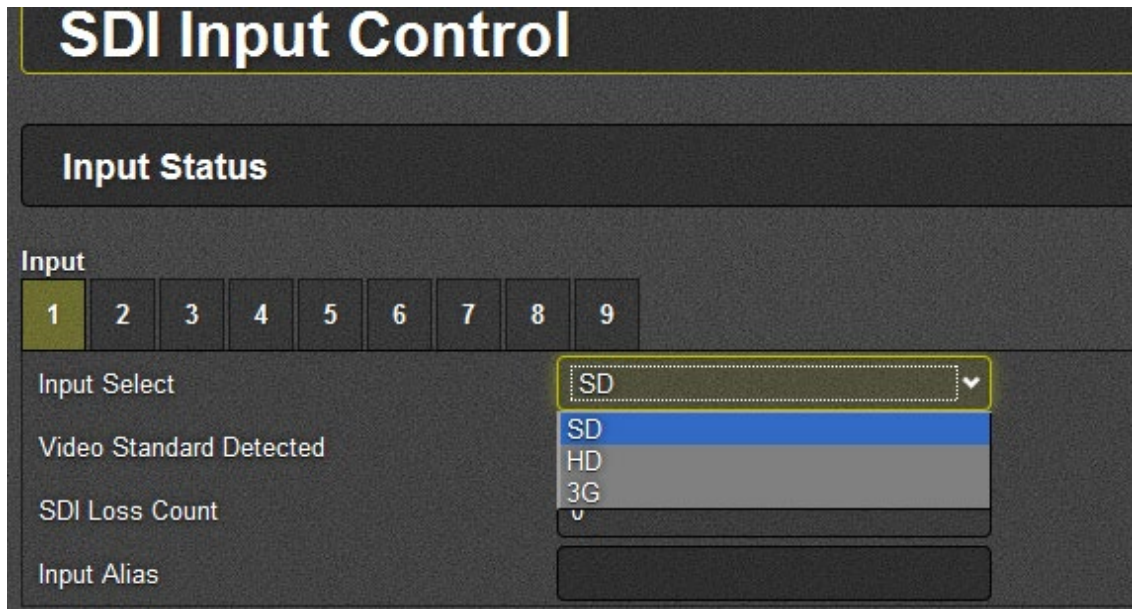 SDI Input Control
Input Status
Input
1 2 3 4 5 6 7 8 9
Input Select SD
SD
Video Standard Detected
HD
3G
SDI Loss Count
Input Alias